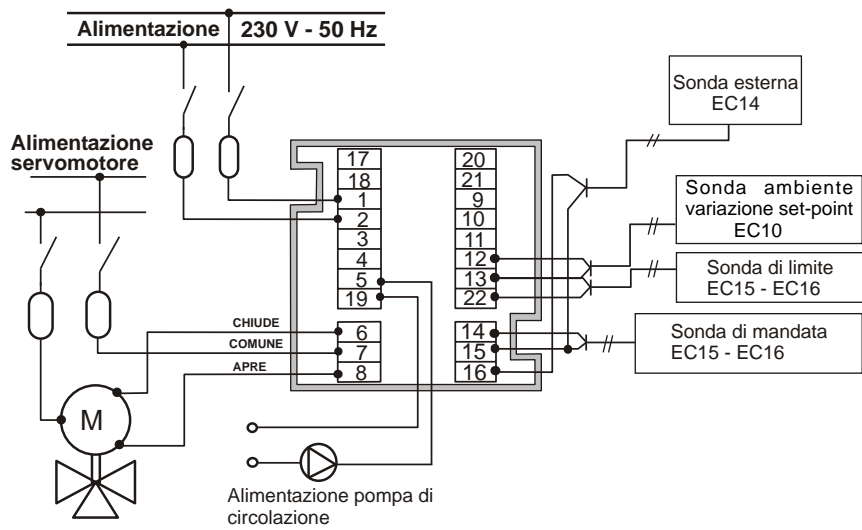 Alimentazione 230 V - 50 Hz
Alimentazione
servomotore
Sonda esterna
EC14
Sonda ambiente
variazione set-point
EC10
Sonda di limite
EC15 - EC16
Sonda di mandata
EC15 - EC16
17
18
1
2
3
4
5
19
6
7
8
20
21
9
10
11
12
13
22
14
15
16
CHIUDE
COMUNE
APRE
M
Alimentazione pompa di
circolazione